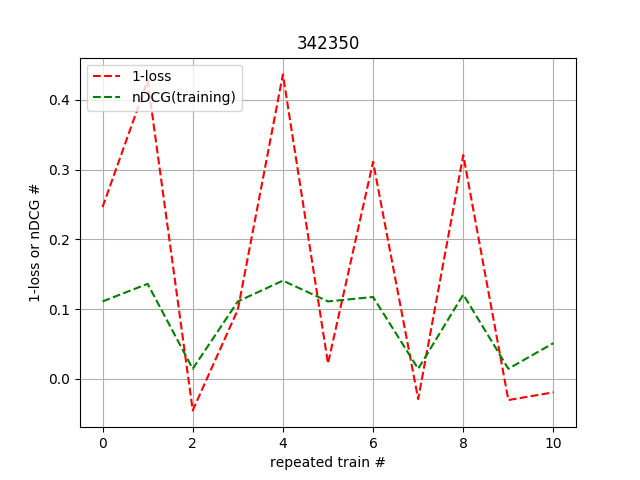 342350
1-loss
nDCG(training)
1-loss or nDCG #
0.4
0.3
0.2
0.1
0.0
0 2 4 6 8 10
repeated train #